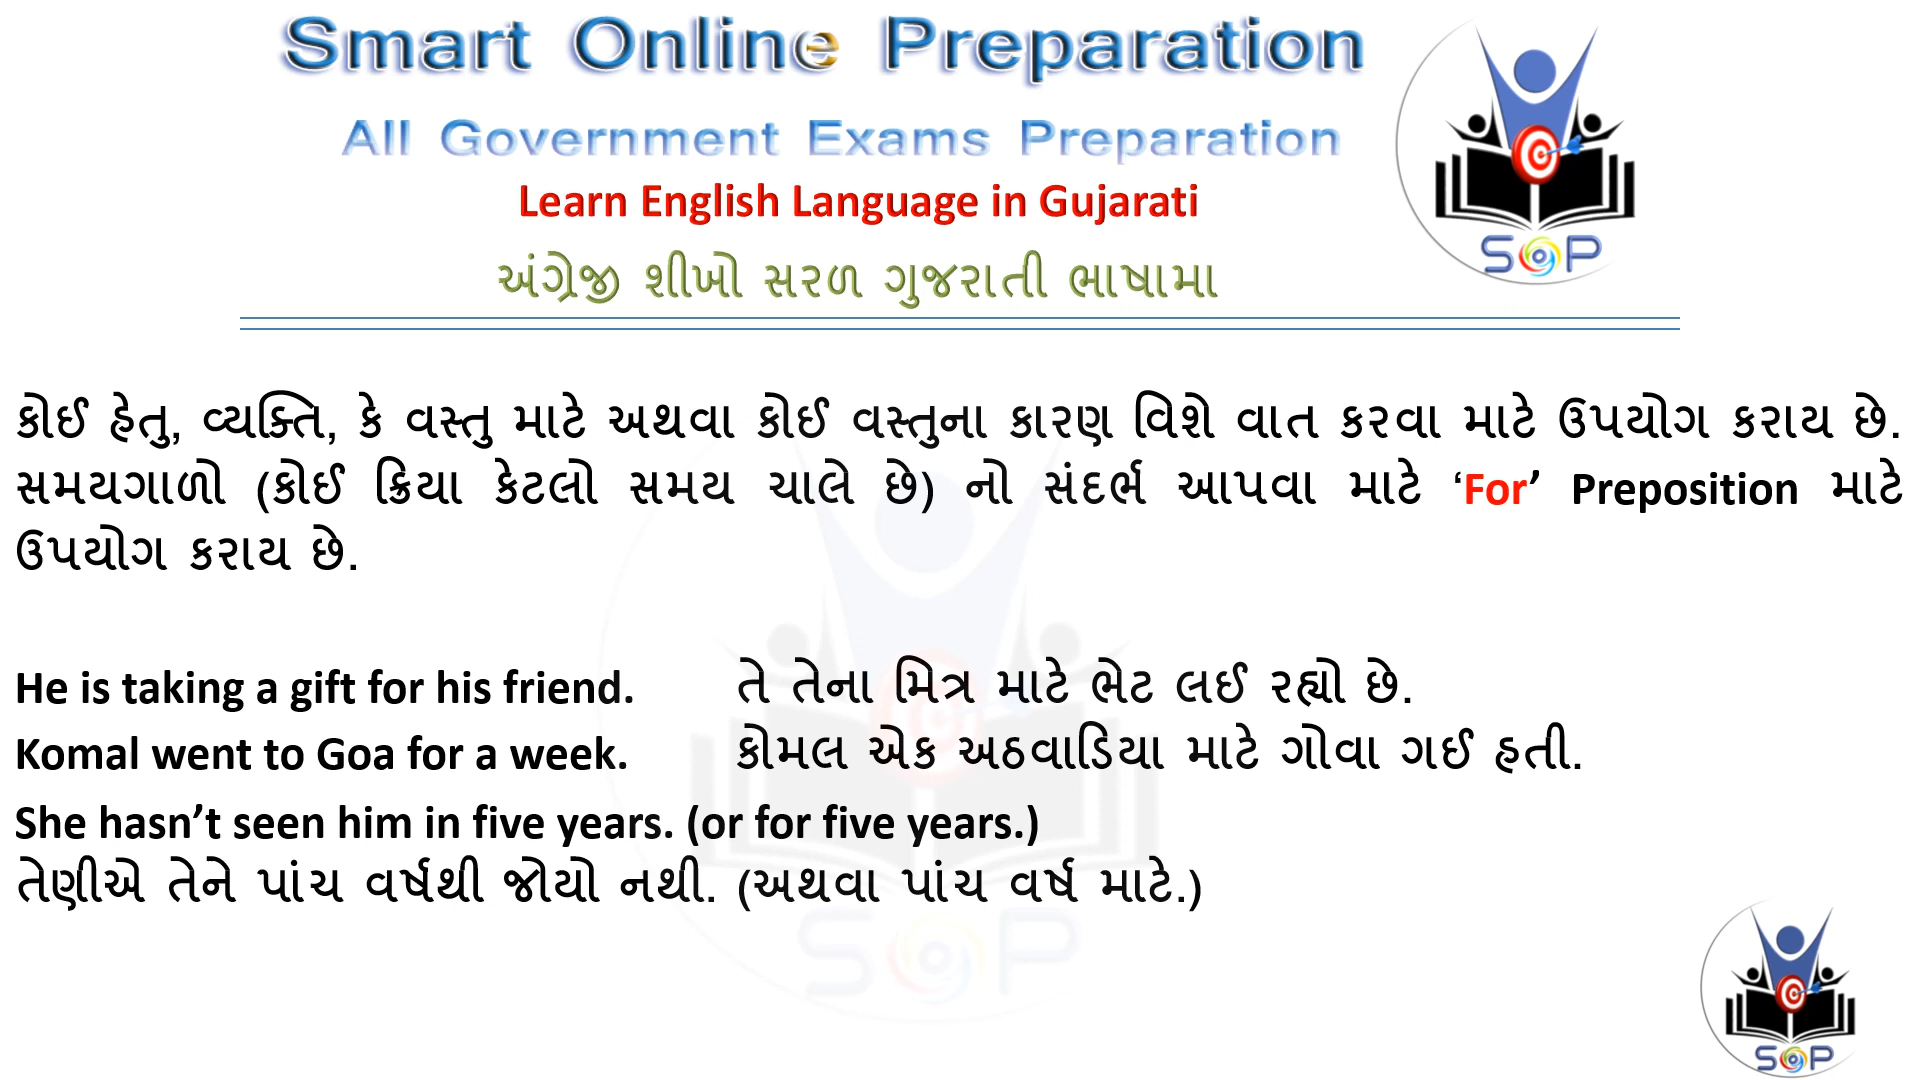 Smart Online Preparation
All Government Exams Preparation
Learn English Language in Gujarati
અંગ્રેજી શીખો સરળ ગુજરાતી ભાષામા
SOP
કોઈ હેતુ, વ્યક્તિ, કે વસ્તુ માટે અથવા કોઈ વસ્તુના કારણ વિશે વાત કરવા માટે ઉપયોગ કરાય છે.
સમયગાળો (કોઈ ક્રિયા કેટલો સમય ચાલે છે) નો સંદર્ભ આપવા માટે ‘For’ Preposition માટે
ઉપયોગ કરાય છે.
He is taking a gift for his friend. તે તેના મિત્ર માટે ભેટ લઈ રહ્યો છે.
Komal went to Goa for a week. કોમલ એક અઠવાડિયા માટે ગોવા ગઈ હતી.
She hasn’t seen him in five years. (or for five years.)
તેણીએ તેને પાંચ વર્ષથી જોયો નથી. (અથવા પાંચ વર્ષ માટે.)
SOP
SOP